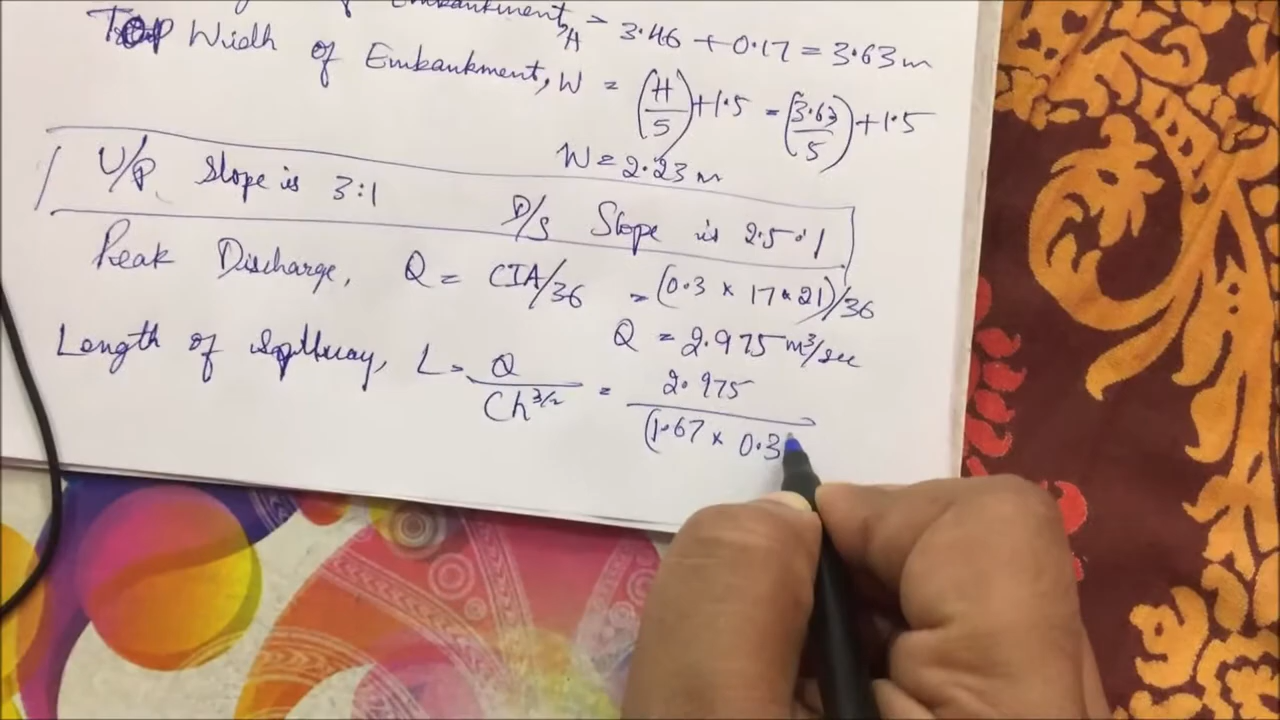 of Embankment, H > 3.46 + 0.17 = 3.63 m
Top Width of Embankment, W = (H/5) + 1.5 = (3.63/5) + 1.5
W = 2.23 m
U/P Slope is 3:1 D/S Slope is 2.5:1
Peak Discharge, Q = CIA/36 = (0.3 × 17 × 21)/36
Q = 2.975 m³/sec
Length of Spillway, L = Q/Ch^3/2 = 2.975/(1.67 × 0.3